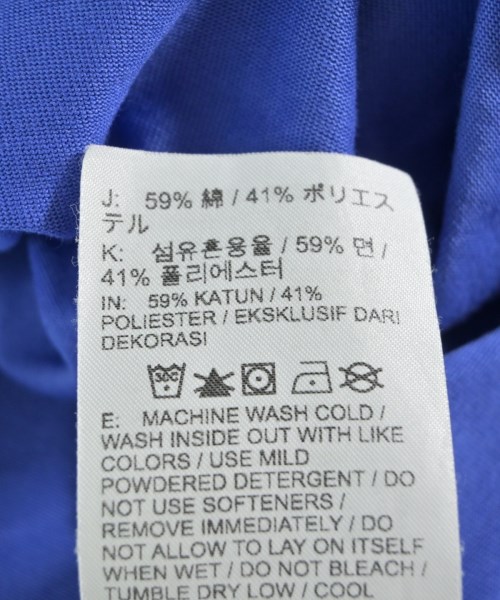 J: 59% 綿 / 41% ポリエス
テル
K: 섬유혼용율 / 59% 면 /
41% 폴리에스터
IN: 59% KATUN / 41%
POLIESTER / EKSKLUSIF DARI
DEKORASI
30C
E: MACHINE WASH COLD /
WASH INSIDE OUT WITH LIKE
COLORS / USE MILD
POWDERED DETERGENT / DO
NOT USE SOFTENERS /
REMOVE IMMEDIATELY / DO
NOT ALLOW TO LAY ON ITSELF
WHEN WET / DO NOT BLEACH /
TUMBLE DRY LOW / COOL